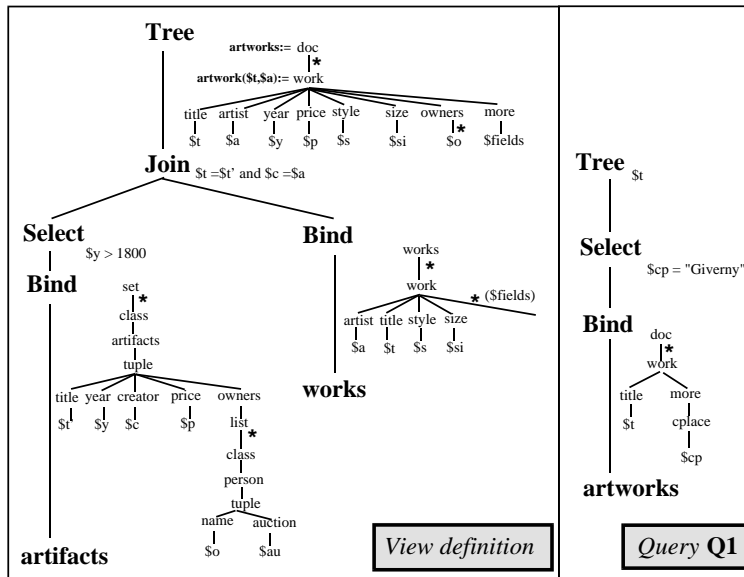 Tree
artworks:= doc
*
artwork($t,$a):= work
title artist year price style size owners more
*
$t $a $y $p $s $si $o $fields
Join
$t =$t' and $c =$a
Select
$y > 1800
Bind
set
*
class
artifacts
tuple
title year creator price owners
$t' $y $c $p list
*
class
person
tuple
name auction
$o $au
artifacts
Bind
works
*
work
* ($fields)
artist title style size
$a $t $s $si
works
View definition
Tree $t
Select
$cp = "Giverny"
Bind
doc
*
work
title more
$t cplace
$cp
artworks
Query Q1